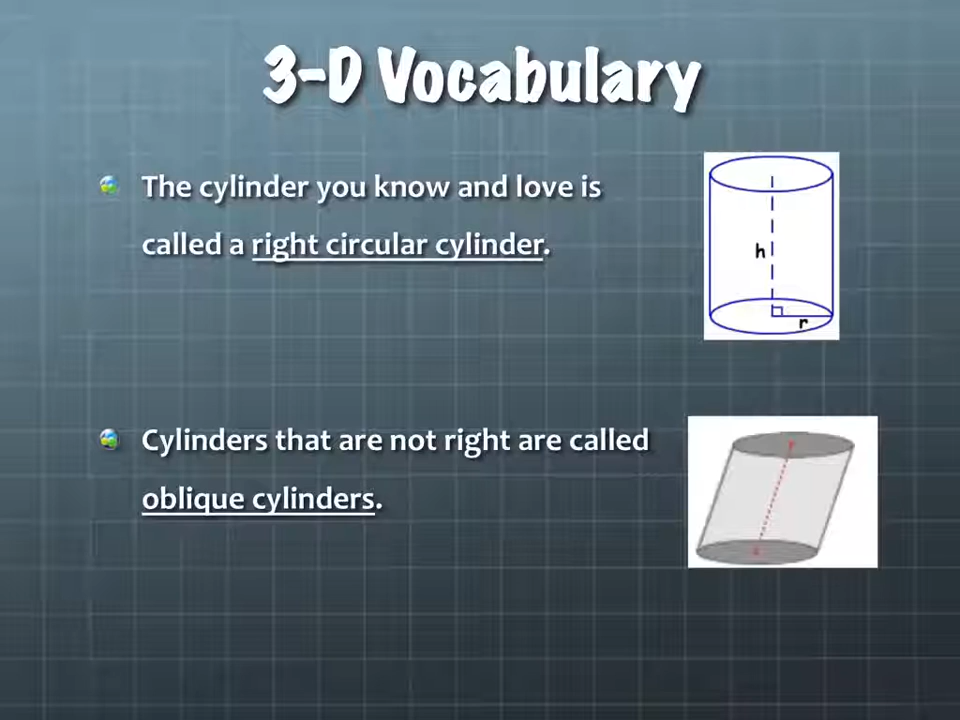 3-D Vocabulary
The cylinder you know and love is
called a right circular cylinder.
h
r
Cylinders that are not right are called
oblique cylinders.